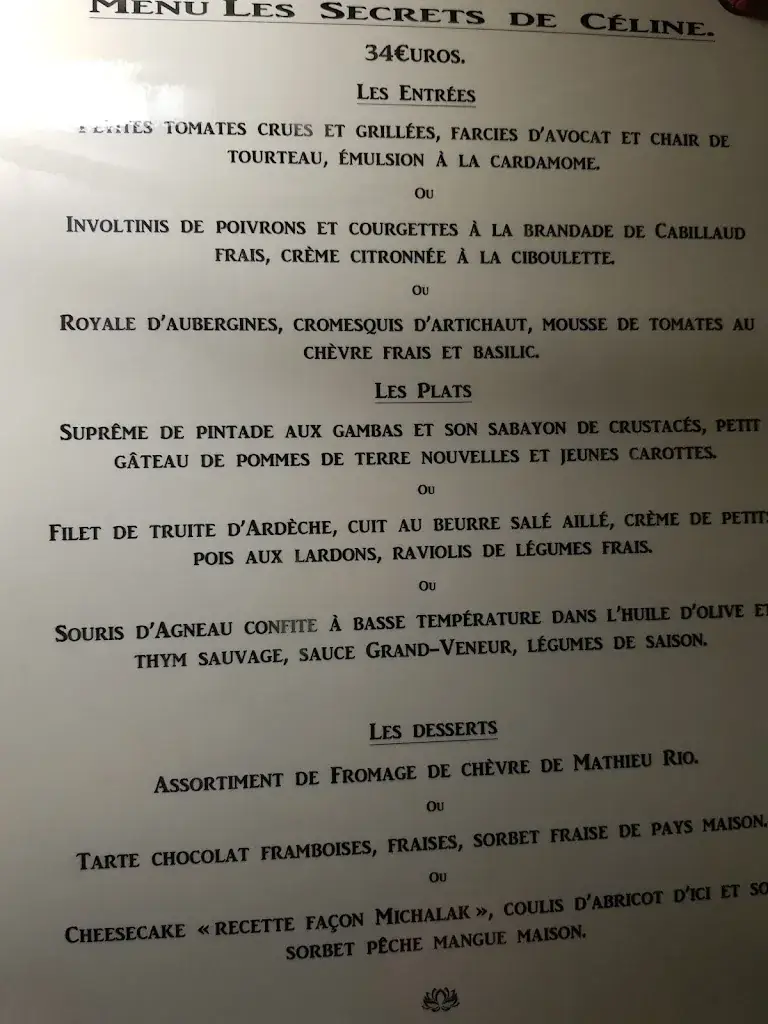 Menu Les Secrets de Céline.
34€uros.
Les Entrées
Petites tomates crues et grillées, farcies d'avocat et chair de
tourteau, émulsion à la cardamome.
Ou
Involtinis de poivrons et courgettes à la brandade de Cabillaud
frais, crème citronnée à la ciboulette.
Ou
Royale d'aubergines, cromesquis d'artichaut, mousse de tomates au
chèvre frais et basilic.
Les Plats
Suprême de pintade aux gambas et son sabayon de crustacés, petit
gâteau de pommes de terre nouvelles et jeunes carottes.
Ou
Filet de truite d'Ardèche, cuit au beurre salé aillé, crème de petits
pois aux lardons, raviolis de légumes frais.
Ou
Souris d'Agneau confite à basse température dans l'huile d'olive et
thym sauvage, sauce Grand-Veneur, légumes de saison.
Les desserts
Assortiment de Fromage de chèvre de Mathieu Rio.
Ou
Tarte chocolat framboises, fraises, sorbet fraise de pays maison.
Ou
Cheesecake « recette façon Michalak », coulis d'abricot d'ici et so
sorbet pêche mangue maison.